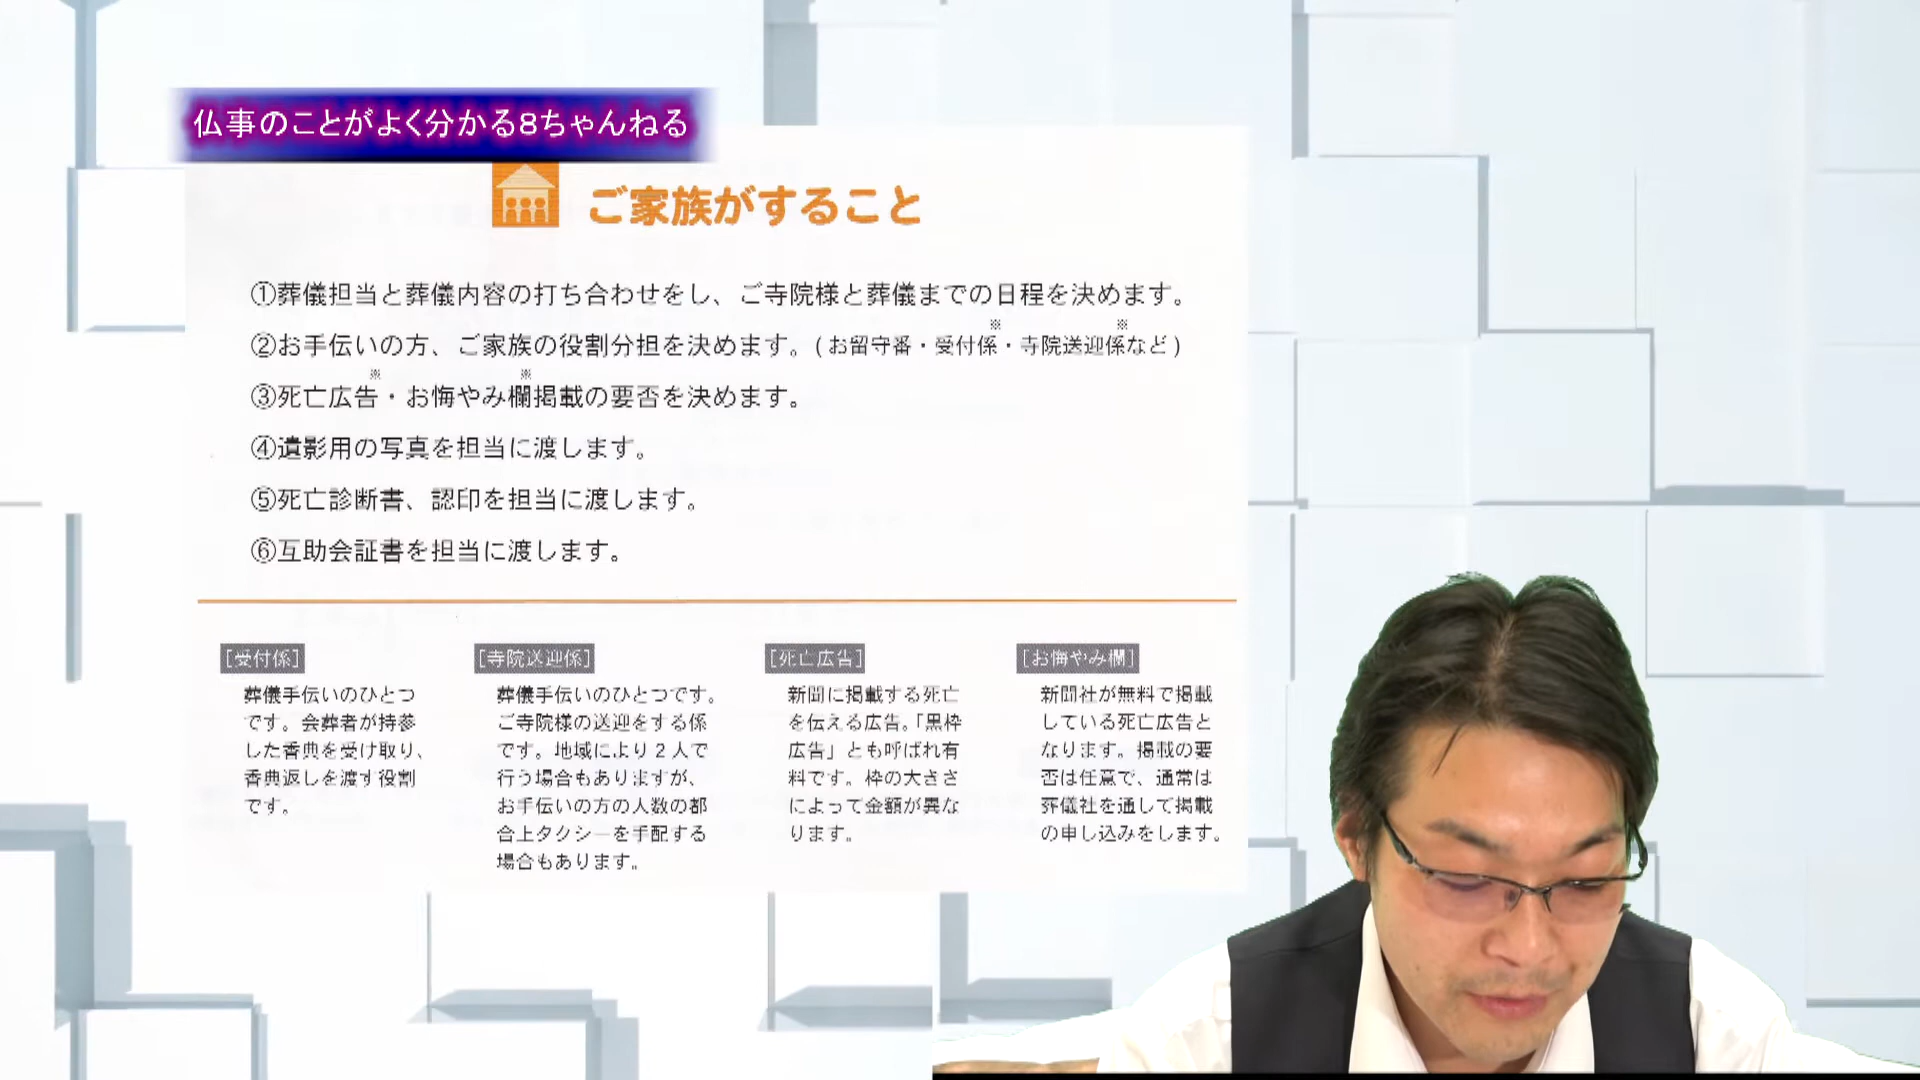 仏事のことがよく分かる8ちゃんねる
ご家族がすること
①葬儀担当と葬儀内容の打ち合わせをし、ご寺院様と葬儀までの日程を決めます。
※ ※
②お手伝いの方、ご家族の役割分担を決めます。(お留守番・受付係・寺院送迎係など)
※ ※
③死亡広告・お悔やみ欄掲載の要否を決めます。
④遺影用の写真を担当に渡します。
⑤死亡診断書、認印を担当に渡します。
⑥互助会証書を担当に渡します。
[受付係]
葬儀手伝いのひとつ
です。会葬者が持参
した香典を受け取り、
香典返しを渡す役割
です。
[寺院送迎係]
葬儀手伝いのひとつです。
ご寺院様の送迎をする係
です。地域により2人で
行う場合もありますが、
お手伝いの方の人数の都
合上タクシーを手配する
場合もあります。
[死亡広告]
新聞に掲載する死亡
を伝える広告。「黒枠
広告」とも呼ばれ有
料です。枠の大きさ
によって金額が異な
ります。
[お悔やみ欄]
新聞社が無料で掲載
している死亡広告と
なります。掲載の要
否は任意で、通常は
葬儀社を通して掲載
の申し込みをします。